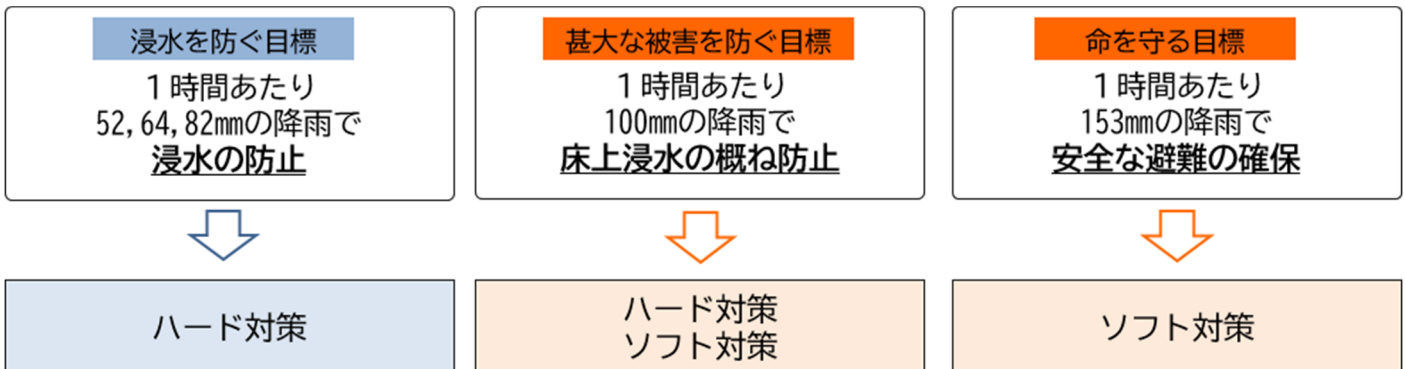 浸水を防ぐ目標
１時間あたり
52,64,82㎜の降雨で
浸水の防止
ハード対策
甚大な被害を防ぐ目標
１時間あたり
100㎜の降雨で
床上浸水の概ね防止
ハード対策
ソフト対策
命を守る目標
１時間あたり
153㎜の降雨で
安全な避難の確保
ソフト対策